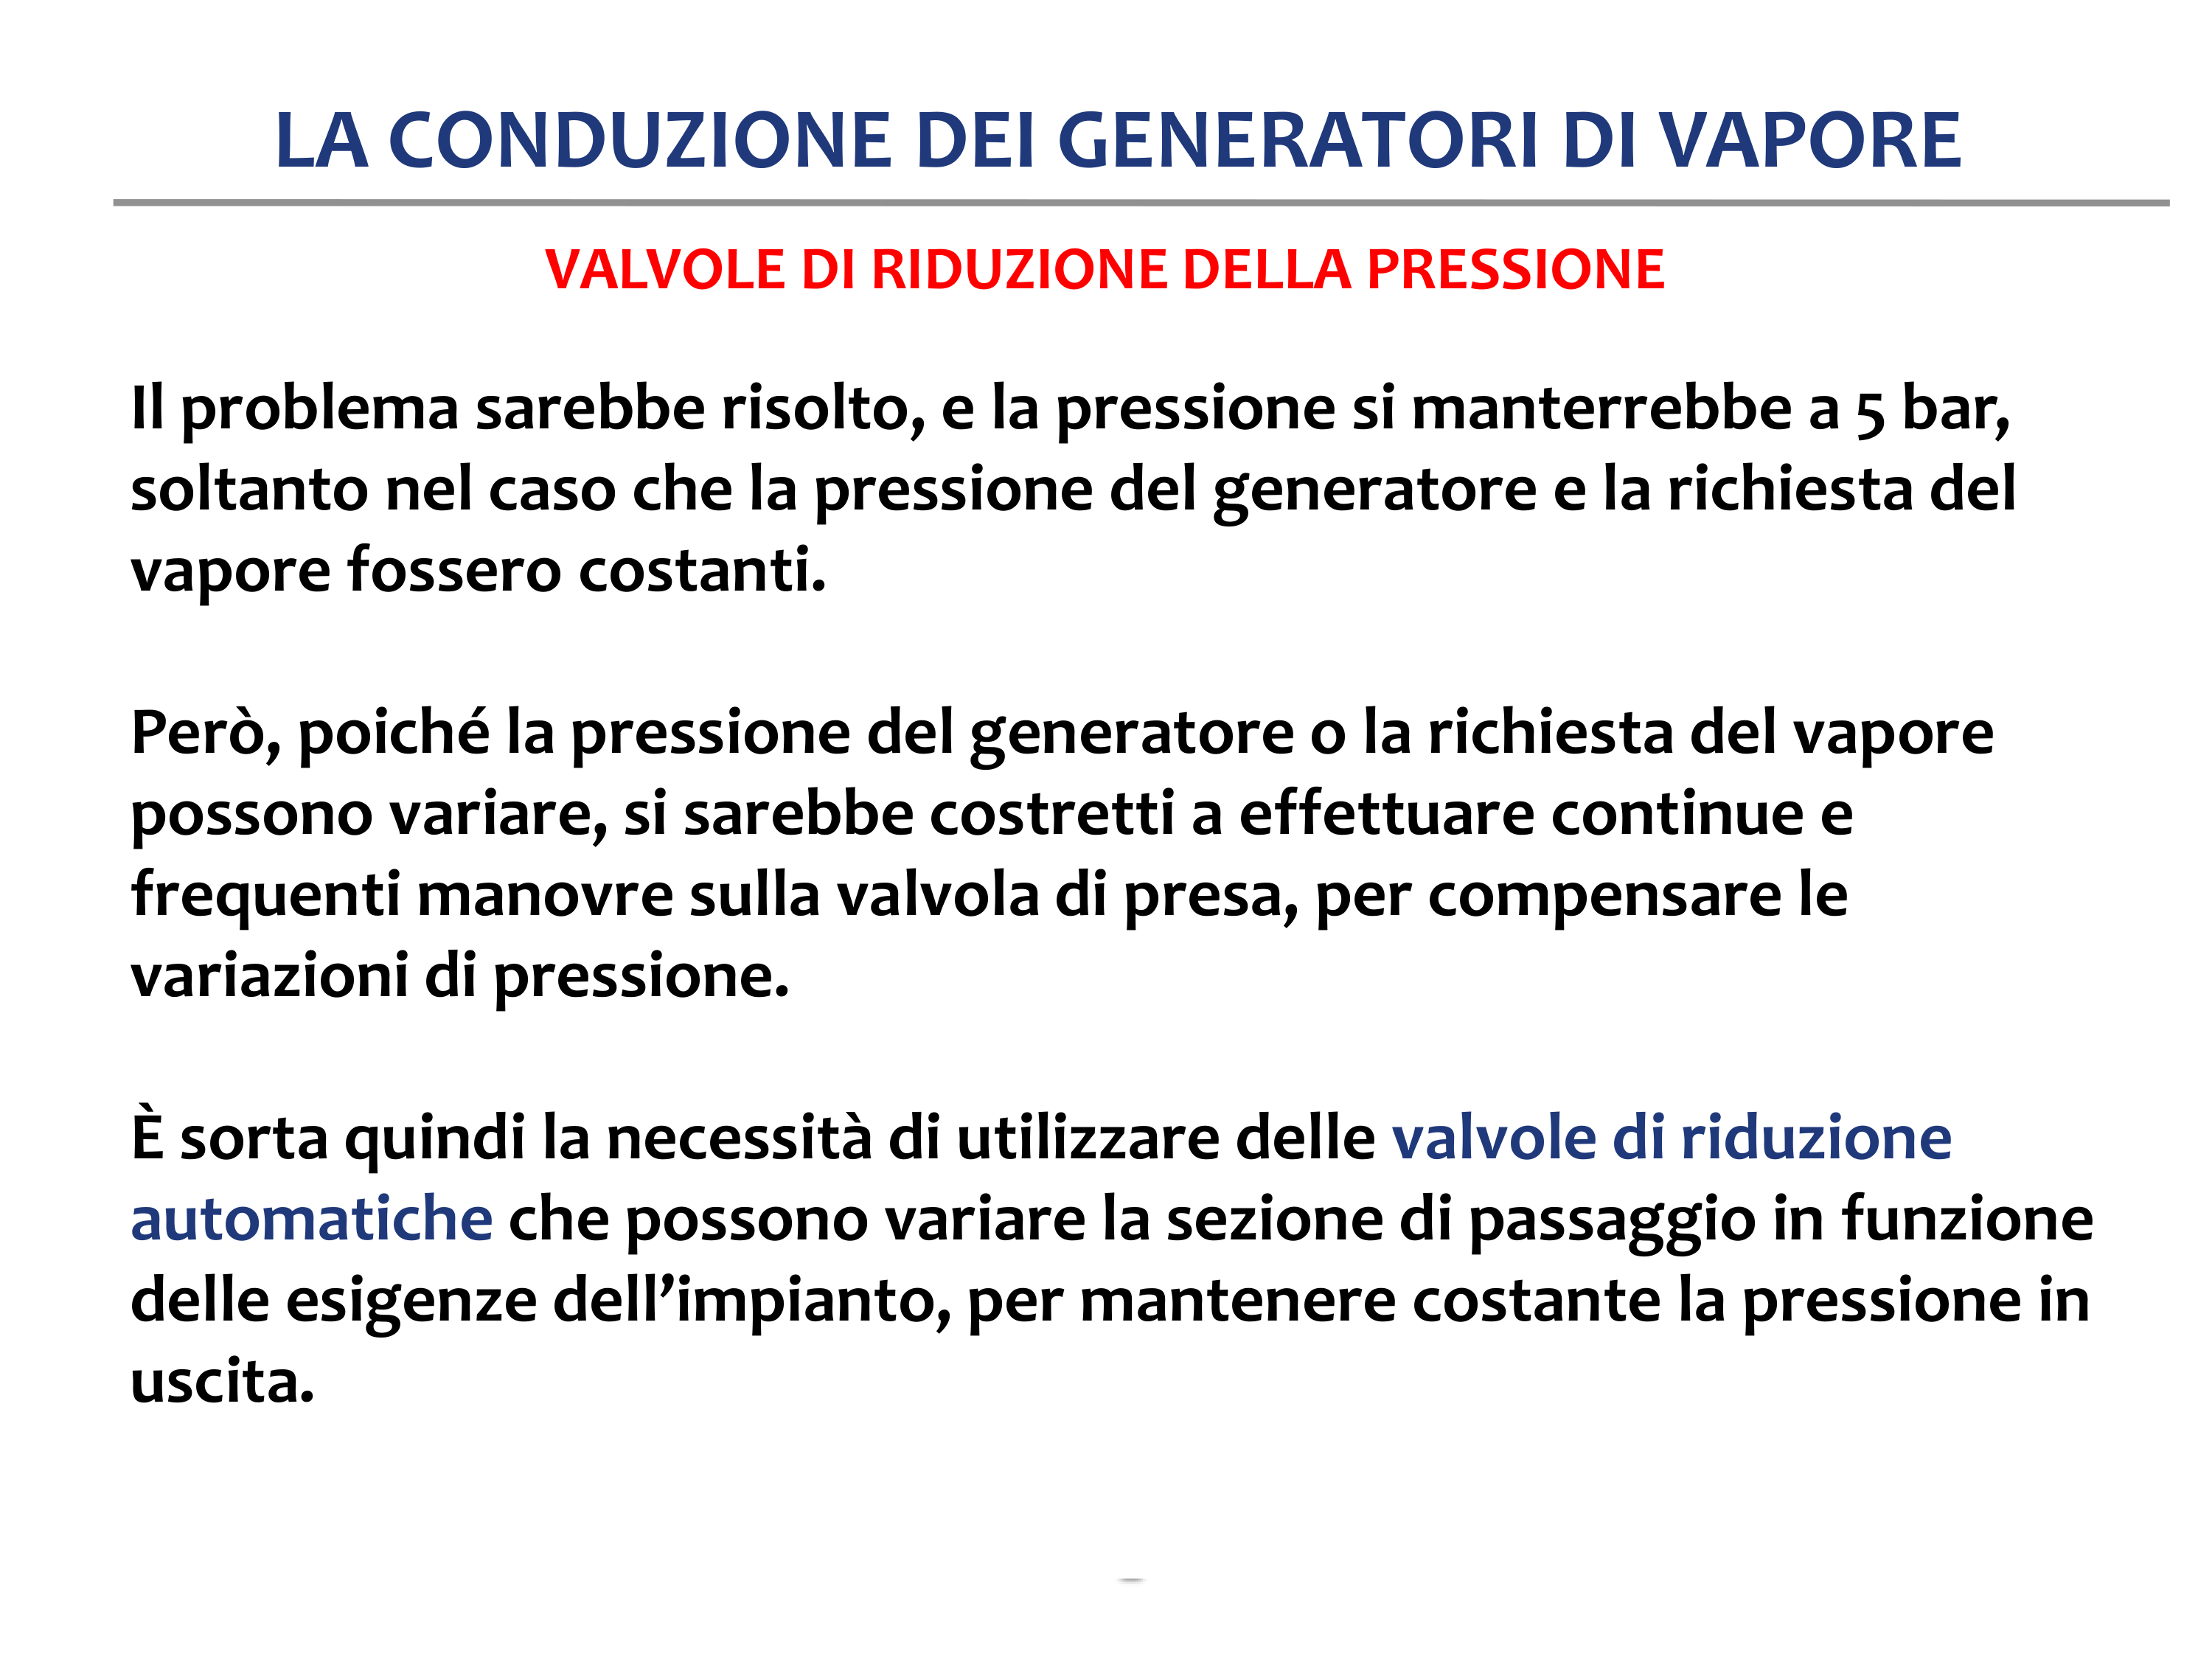 LA CONDUZIONE DEI GENERATORI DI VAPORE
VALVOLE DI RIDUZIONE DELLA PRESSIONE
Il problema sarebbe risolto, e la pressione si manterrebbe a 5 bar,
soltanto nel caso che la pressione del generatore e la richiesta del
vapore fossero costanti.
Però, poiché la pressione del generatore o la richiesta del vapore
possono variare, si sarebbe costretti a effettuare continue e
frequenti manovre sulla valvola di presa, per compensare le
variazioni di pressione.
È sorta quindi la necessità di utilizzare delle valvole di riduzione
automatiche che possono variare la sezione di passaggio in funzione
delle esigenze dell’impianto, per mantenere costante la pressione in
uscita.